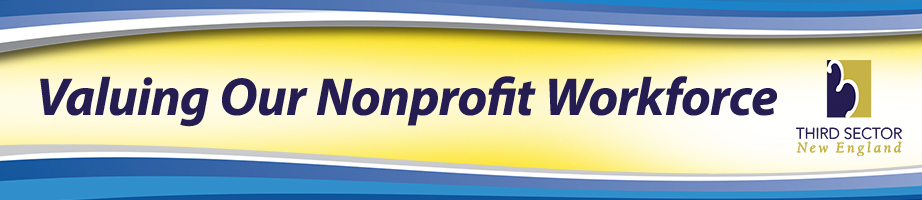 Valuing Our Nonprofit Workforce
THIRD SECTOR
New England